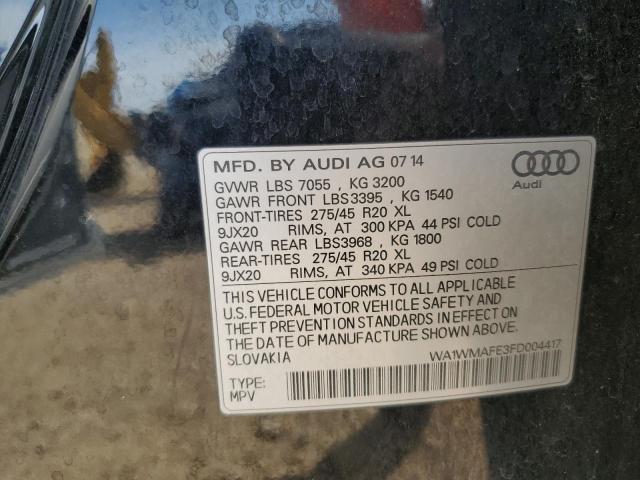 MFD. BY AUDI AG 07 14
GVWR LBS 7055 , KG 3200
GAWR FRONT LBS3395 , KG 1540
FRONT-TIRES 275/45 R20 XL
9JX20 RIMS, AT 300 KPA 44 PSI COLD
GAWR REAR LBS3968 , KG 1800
REAR-TIRES 275/45 R20 XL
9JX20 RIMS, AT 340 KPA 49 PSI COLD
Audi
THIS VEHICLE CONFORMS TO ALL APPLICABLE
U.S. FEDERAL MOTOR VEHICLE SAFETY AND
THEFT PREVENTION STANDARDS IN EFFECT ON
THE DATE OF MANUFACTURE SHOWN ABOVE.
SLOVAKIA
WA1WMAFE3FD004417
TYPE:
MPV